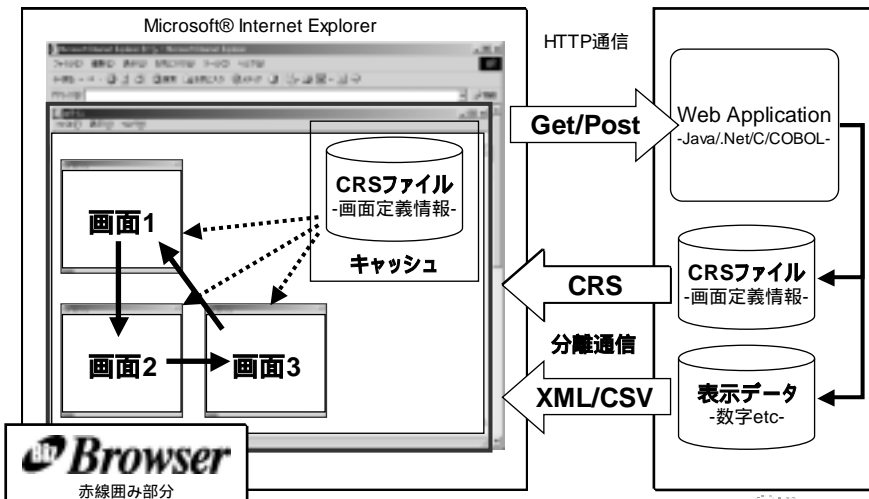 Microsoft® Internet Explorer
HTTP通信
Get/Post
Web Application
-Java/.Net/C/COBOL-
CRSファイル
-画面定義情報-
キャッシュ
画面1
画面2
画面3
CRS
CRSファイル
-画面定義情報-
分離通信
XML/CSV
表示データ
-数字etc-
Biz Browser
赤線囲み部分